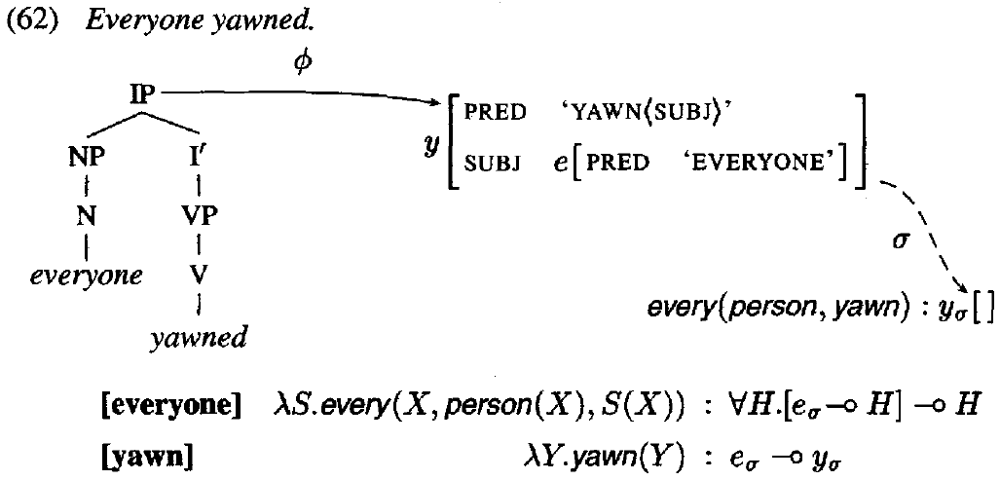 (62) Everyone yawned.
ϕ
IP
NP I′
N VP
everyone V
yawned
y [ PRED ‘YAWN⟨SUBJ⟩’
SUBJ e [ PRED ‘EVERYONE’ ] ]
σ
every(person, yawn) : yσ[ ]
[everyone] λS.every(X, person(X), S(X)) : ∀H.[eσ ⊸ H] ⊸ H
[yawn] λY.yawn(Y) : eσ ⊸ yσ